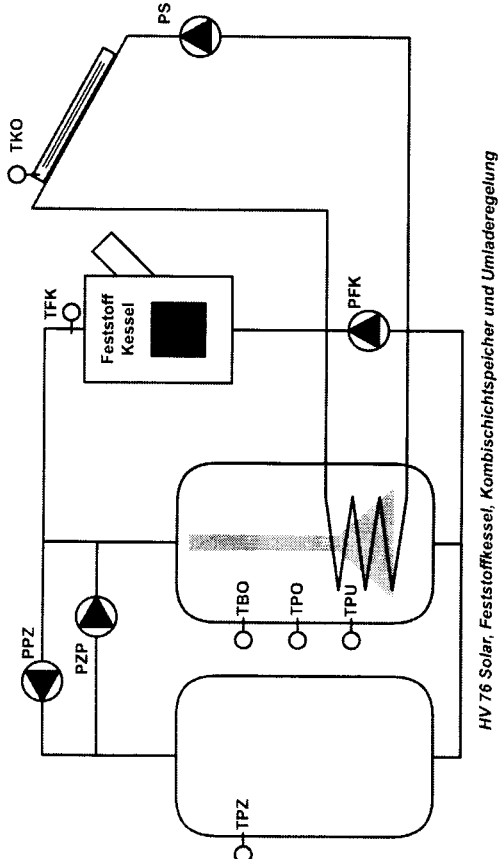 TKO
PS
TFK
Feststoff
Kessel
PFK
PPZ
PZP
TBO
TPO
TPU
TPZ
HV 76 Solar, Feststoffkessel, Kombischichtspeicher und Umladeregelung